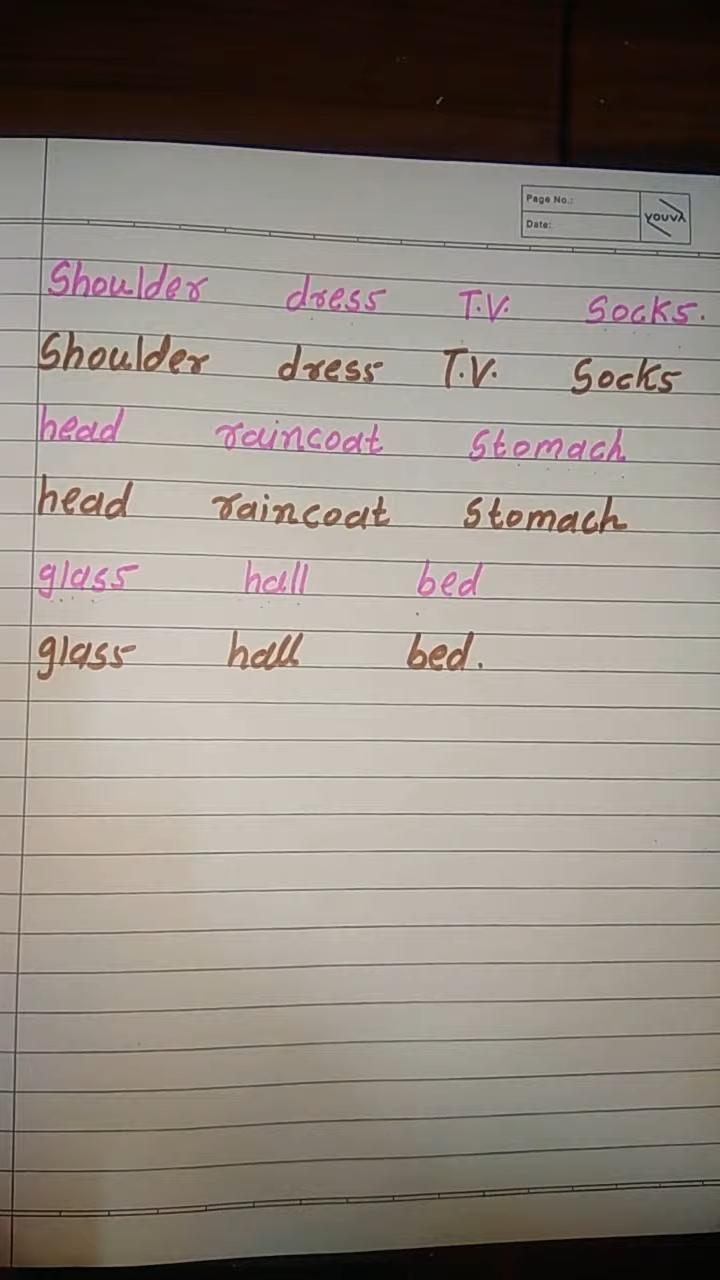 Page No.:
Date:
youva
Shoulder dress T.V. Socks.
Shoulder dress T.V. Socks
head raincoat Stomach
head raincoat Stomach
glass hall bed
glass hall bed.